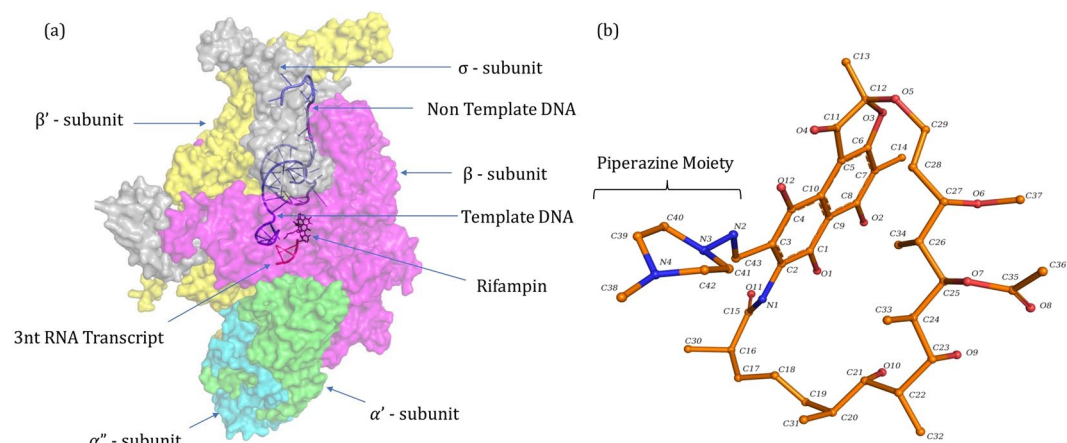 (a)
σ - subunit
Non Template DNA
β' - subunit
β - subunit
Template DNA
Rifampin
3nt RNA Transcript
α' - subunit
α" - subunit
(b)
Piperazine Moiety
C13
C12
O5
O3
C11
O4
C29
C6
C14
C5
C7
C28
O12
C10
C8
C27
O6
C37
C40
N2
O2
C4
C9
C39
N3
C3
C34
C26
C43
C1
N4
C41
C2
O1
C36
C38
C42
O11
O7
C35
C25
N1
C15
O8
C33
C24
C30
C16
C23
O9
O10
C17
C18
C21
C19
C22
C31
C20
C32